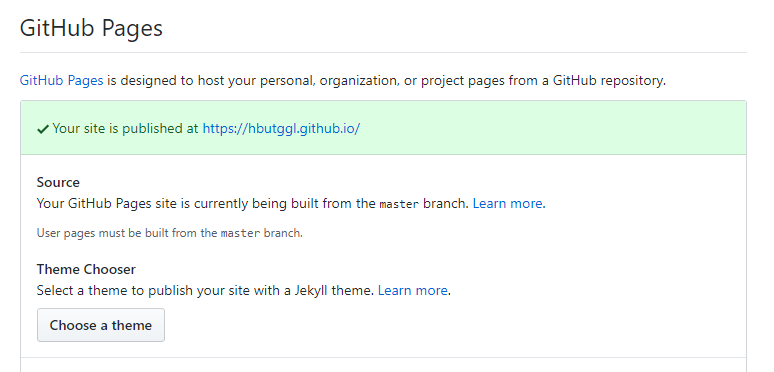 GitHub Pages
GitHub Pages is designed to host your personal, organization, or project pages from a GitHub repository.
✔ Your site is published at https://hbutggl.github.io/
Source
Your GitHub Pages site is currently being built from the master branch. Learn more.
User pages must be built from the master branch.
Theme Chooser
Select a theme to publish your site with a Jekyll theme. Learn more.
Choose a theme